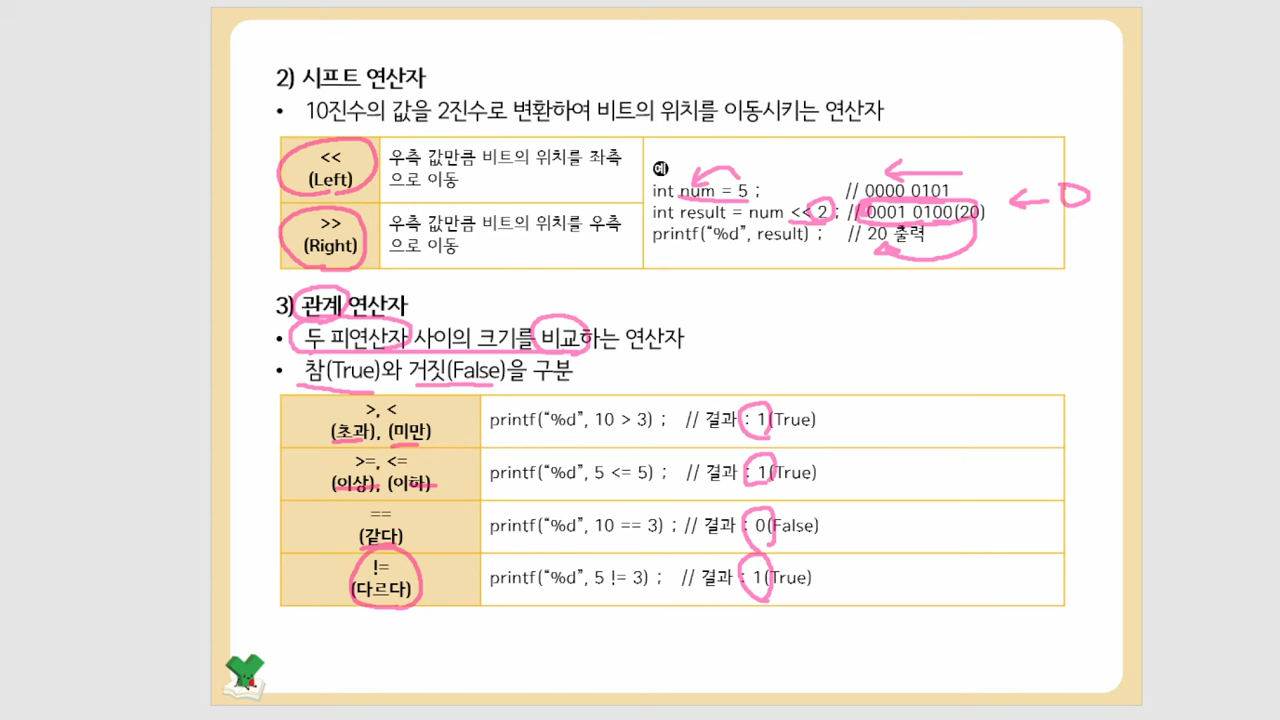 2) 시프트 연산자
• 10진수의 값을 2진수로 변환하여 비트의 위치를 이동시키는 연산자
<<
(Left)
우측 값만큼 비트의 위치를 좌측
으로 이동
>>
(Right)
우측 값만큼 비트의 위치를 우측
으로 이동
예
int num = 5 ; // 0000 0101
int result = num << 2 ; // 0001 0100(20)
printf(“%d”, result) ; // 20 출력
0
3) 관계 연산자
• 두 피연산자 사이의 크기를 비교하는 연산자
• 참(True)와 거짓(False)을 구분
>, <
(초과), (미만)
printf(“%d”, 10 > 3) ; // 결과 : 1(True)
>=, <=
(이상), (이하)
printf(“%d”, 5 <= 5) ; // 결과 : 1(True)
==
(같다)
printf(“%d”, 10 == 3) ; // 결과 : 0(False)
!=
(다르다)
printf(“%d”, 5 != 3) ; // 결과 : 1(True)